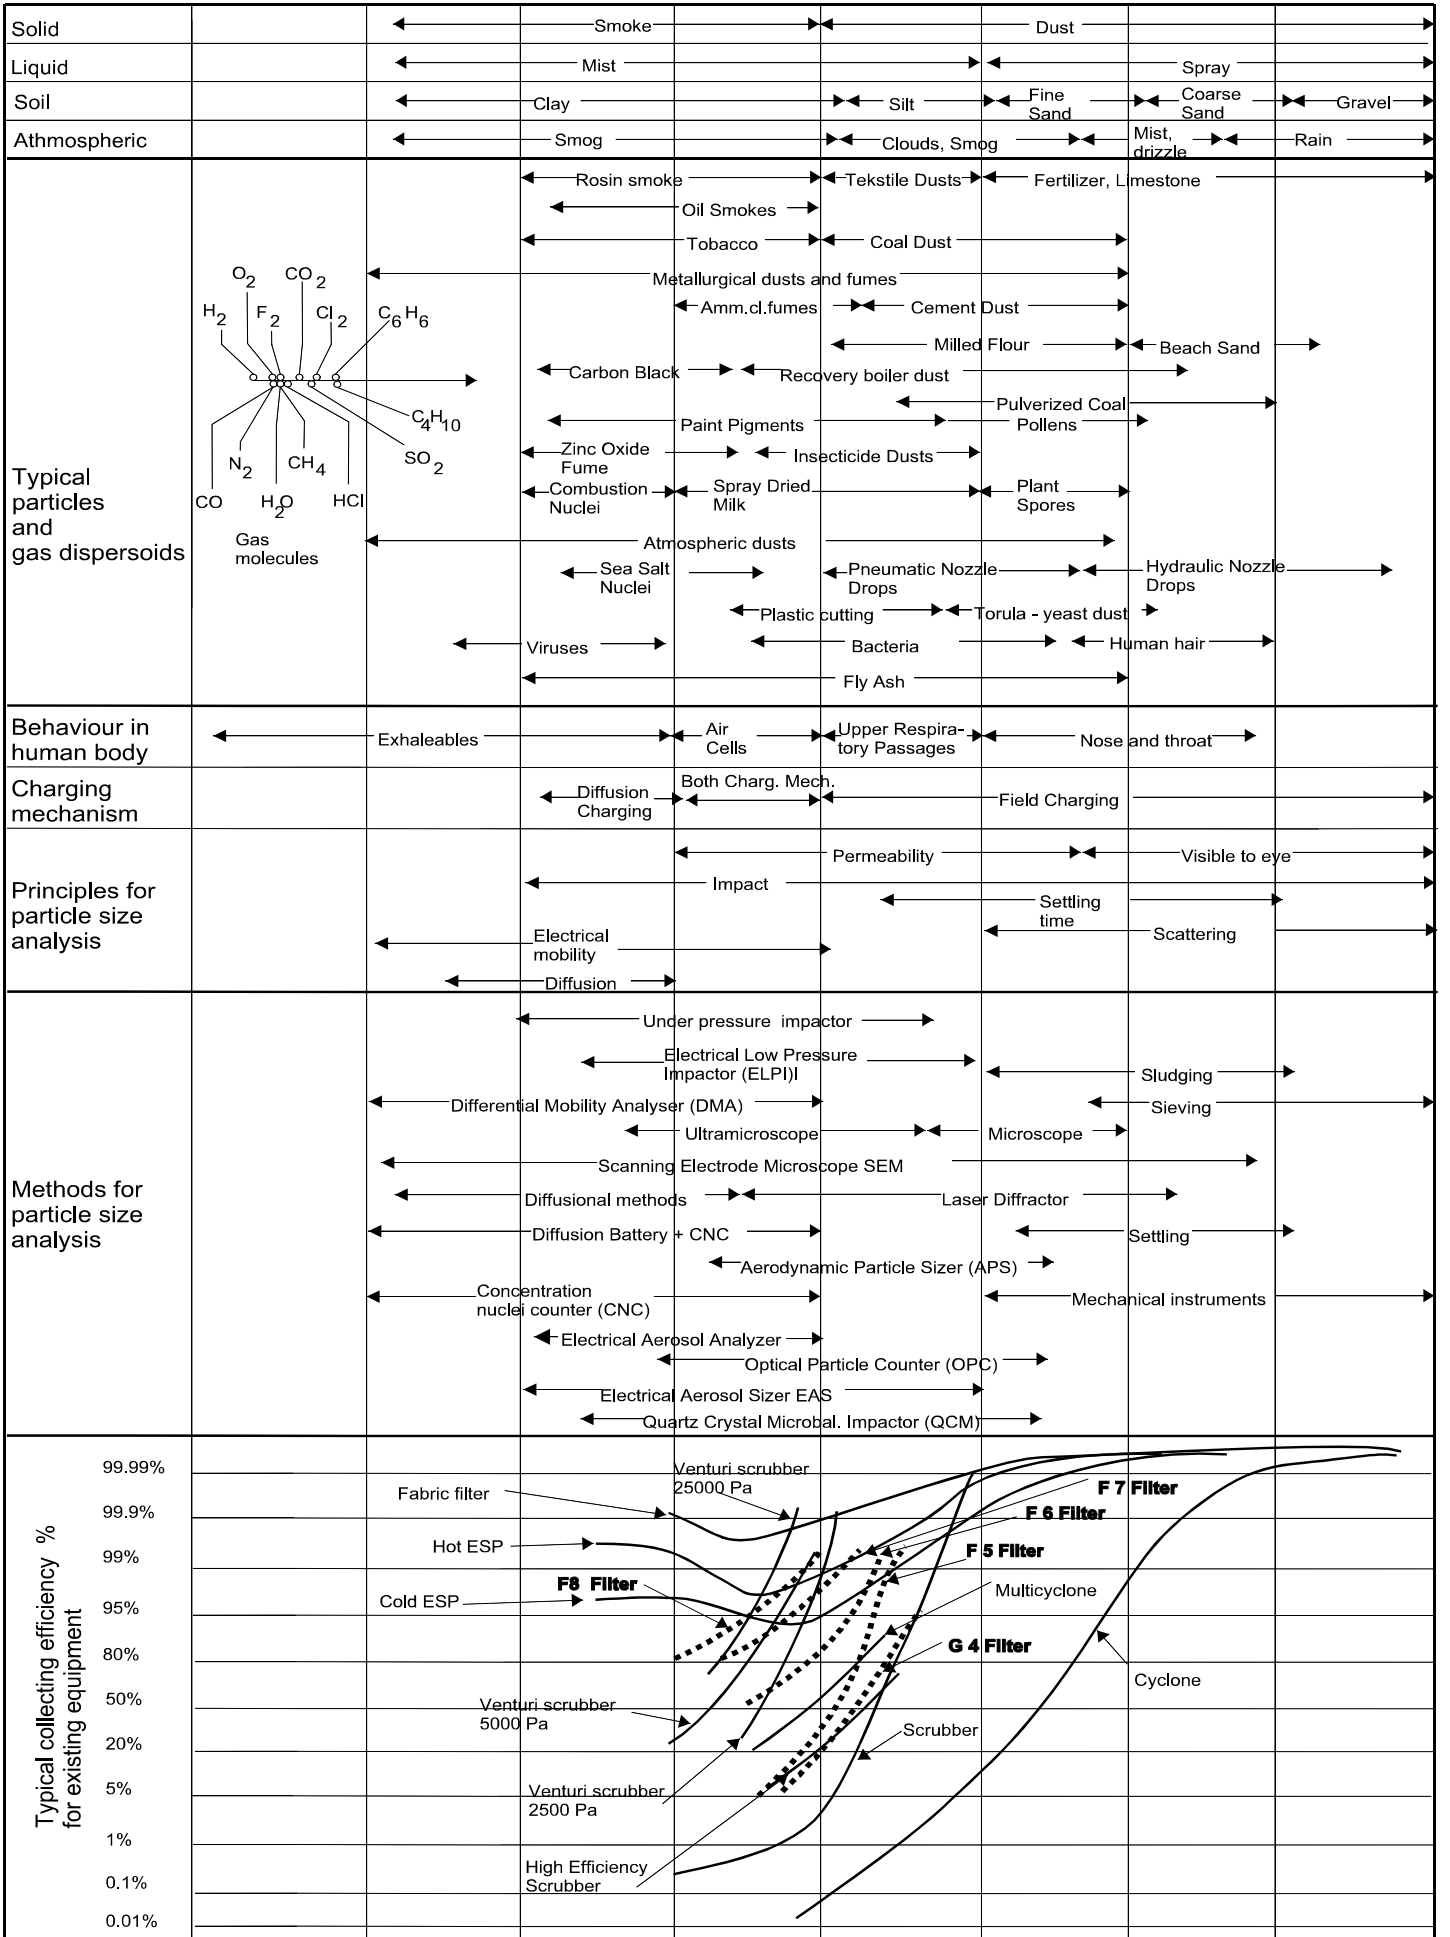 Solid
Smoke
Dust
Liquid
Mist
Spray
Soil
Clay
Silt
Fine
Sand
Coarse
Sand
Gravel
Athmospheric
Smog
Clouds, Smog
Mist,
drizzle
Rain
Typical
particles
and
gas dispersoids
Rosin smoke
Tekstile Dusts
Fertilizer, Limestone
Oil Smokes
Tobacco
Coal Dust
Metallurgical dusts and fumes
Amm.cl.fumes
Cement Dust
Milled Flour
Beach Sand
Carbon Black
Recovery boiler dust
Pulverized Coal
Paint Pigments
Pollens
Zinc Oxide
Fume
Insecticide Dusts
Combustion
Nuclei
Spray Dried
Milk
Plant
Spores
Atmospheric dusts
Sea Salt
Nuclei
Pneumatic Nozzle
Drops
Hydraulic Nozzle
Drops
Plastic cutting
Torula - yeast dust
Viruses
Bacteria
Human hair
Fly Ash
H2
O2
F2
CO2
Cl2
C6H6
CO
N2
H2O
CH4
HCl
SO2
C4H10
Gas
molecules
Behaviour in
human body
Exhaleables
Air
Cells
Upper Respira-
tory Passages
Nose and throat
Charging
mechanism
Diffusion
Charging
Both Charg. Mech.
Field Charging
Principles for
particle size
analysis
Permeability
Visible to eye
Impact
Settling
time
Electrical
mobility
Scattering
Diffusion
Methods for
particle size
analysis
Under pressure impactor
Electrical Low Pressure
Impactor (ELPI)l
Sludging
Differential Mobility Analyser (DMA)
Sieving
Ultramicroscope
Microscope
Scanning Electrode Microscope SEM
Diffusional methods
Laser Diffractor
Diffusion Battery + CNC
Settling
Aerodynamic Particle Sizer (APS)
Concentration
nuclei counter (CNC)
Mechanical instruments
Electrical Aerosol Analyzer
Optical Particle Counter (OPC)
Electrical Aerosol Sizer EAS
Quartz Crystal Microbal. Impactor (QCM)
Typical collecting efficiency %
for existing equipment
99.99%
99.9%
99%
95%
80%
50%
20%
5%
1%
0.1%
0.01%
Fabric filter
Venturi scrubber
25000 Pa
F 7 Filter
F 6 Filter
Hot ESP
F 5 Filter
F8 Filter
Multicyclone
Cold ESP
G 4 Filter
Cyclone
Venturi scrubber
5000 Pa
Scrubber
Venturi scrubber
2500 Pa
High Efficiency
Scrubber